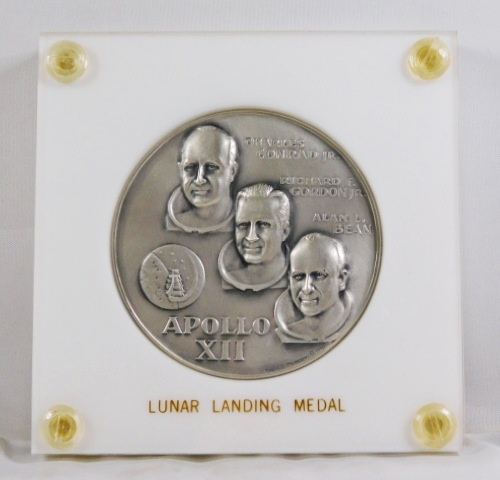 CHARLES
CONRAD JR.
RICHARD F.
GORDON JR.
ALAN L.
BEAN
APOLLO
XII
LUNAR LANDING MEDAL